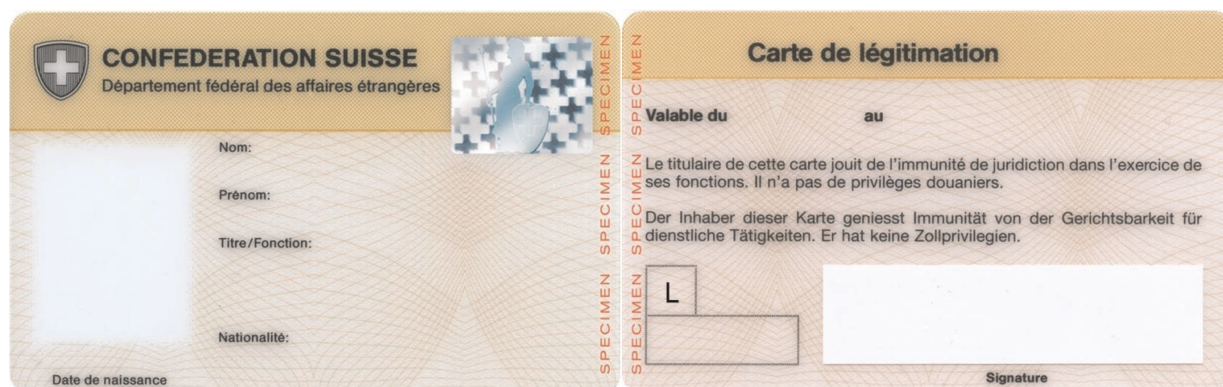 CONFEDERATION SUISSE
Département fédéral des affaires étrangères
Nom:
Prénom:
Titre/Fonction:
Nationalité:
Date de naissance
SPECIMEN SPECIMEN SPECIMEN
SPECIMEN SPECIMEN SPECIMEN
Carte de légitimation
Valable du au
Le titulaire de cette carte jouit de l'immunité de juridiction dans l'exercice de
ses fonctions. Il n'a pas de privilèges douaniers.
Der Inhaber dieser Karte geniesst Immunität von der Gerichtsbarkeit für
dienstliche Tätigkeiten. Er hat keine Zollprivilegien.
L
Signature